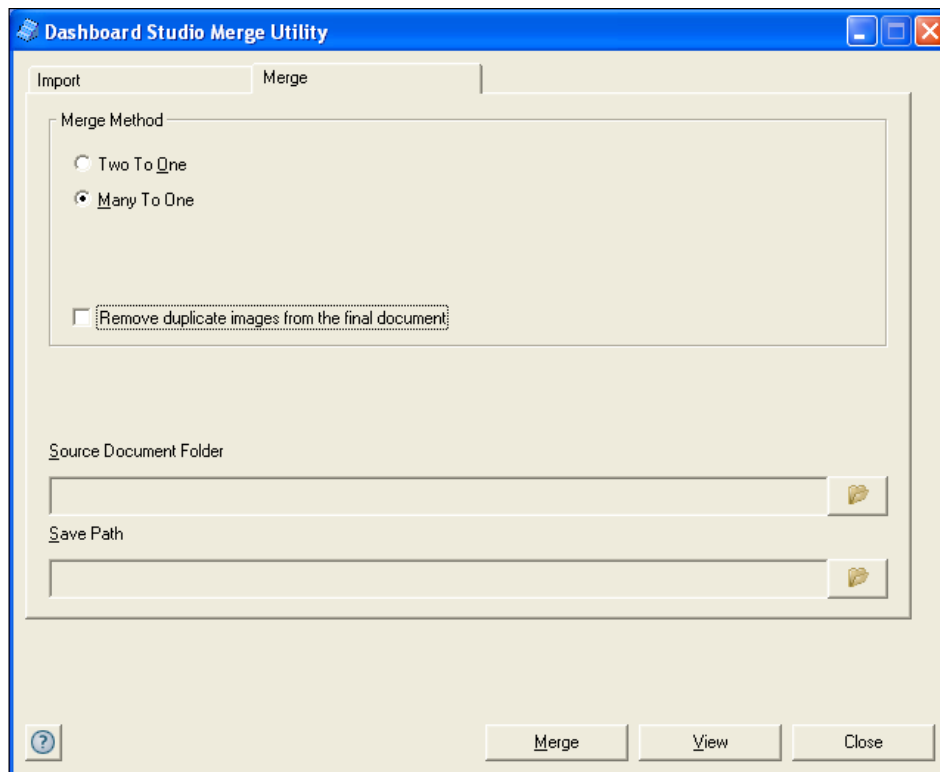 Dashboard Studio Merge Utility
Import
Merge
Merge Method
Two To One
Many To One
Remove duplicate images from the final document
Source Document Folder
Save Path
?
Merge
View
Close